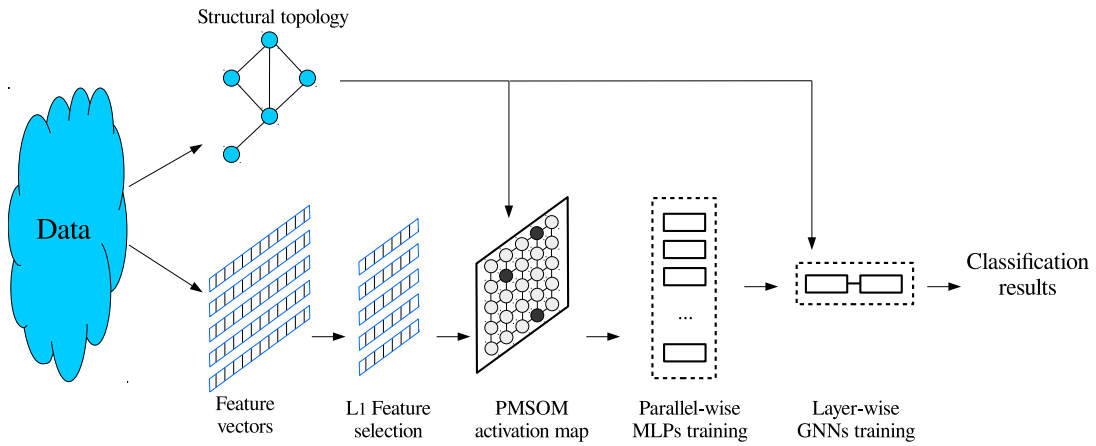 Structural topology
Data
Classification
results
...
Feature
vectors
L1 Feature
selection
PMSOM
activation map
Parallel-wise
MLPs training
Layer-wise
GNNs training